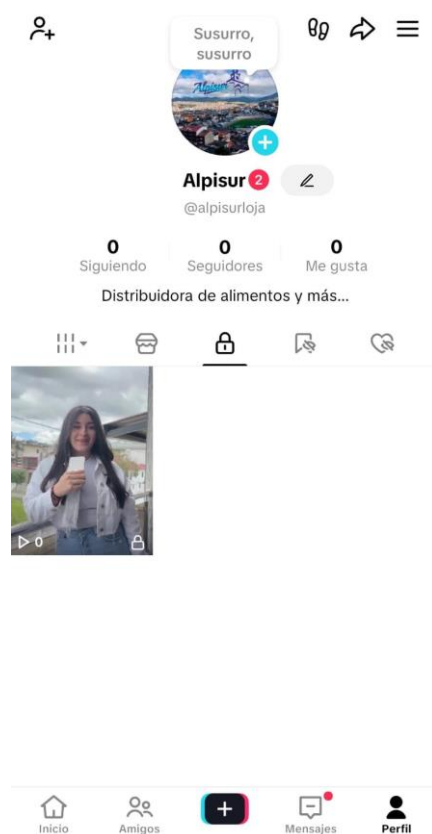 Susurro,
susurro
Alpisur
Alpisur 2
@alpisurloja
0 0 0
Siguiendo Seguidores Me gusta
Distribuidora de alimentos y más...
0
Inicio Amigos Mensajes Perfil